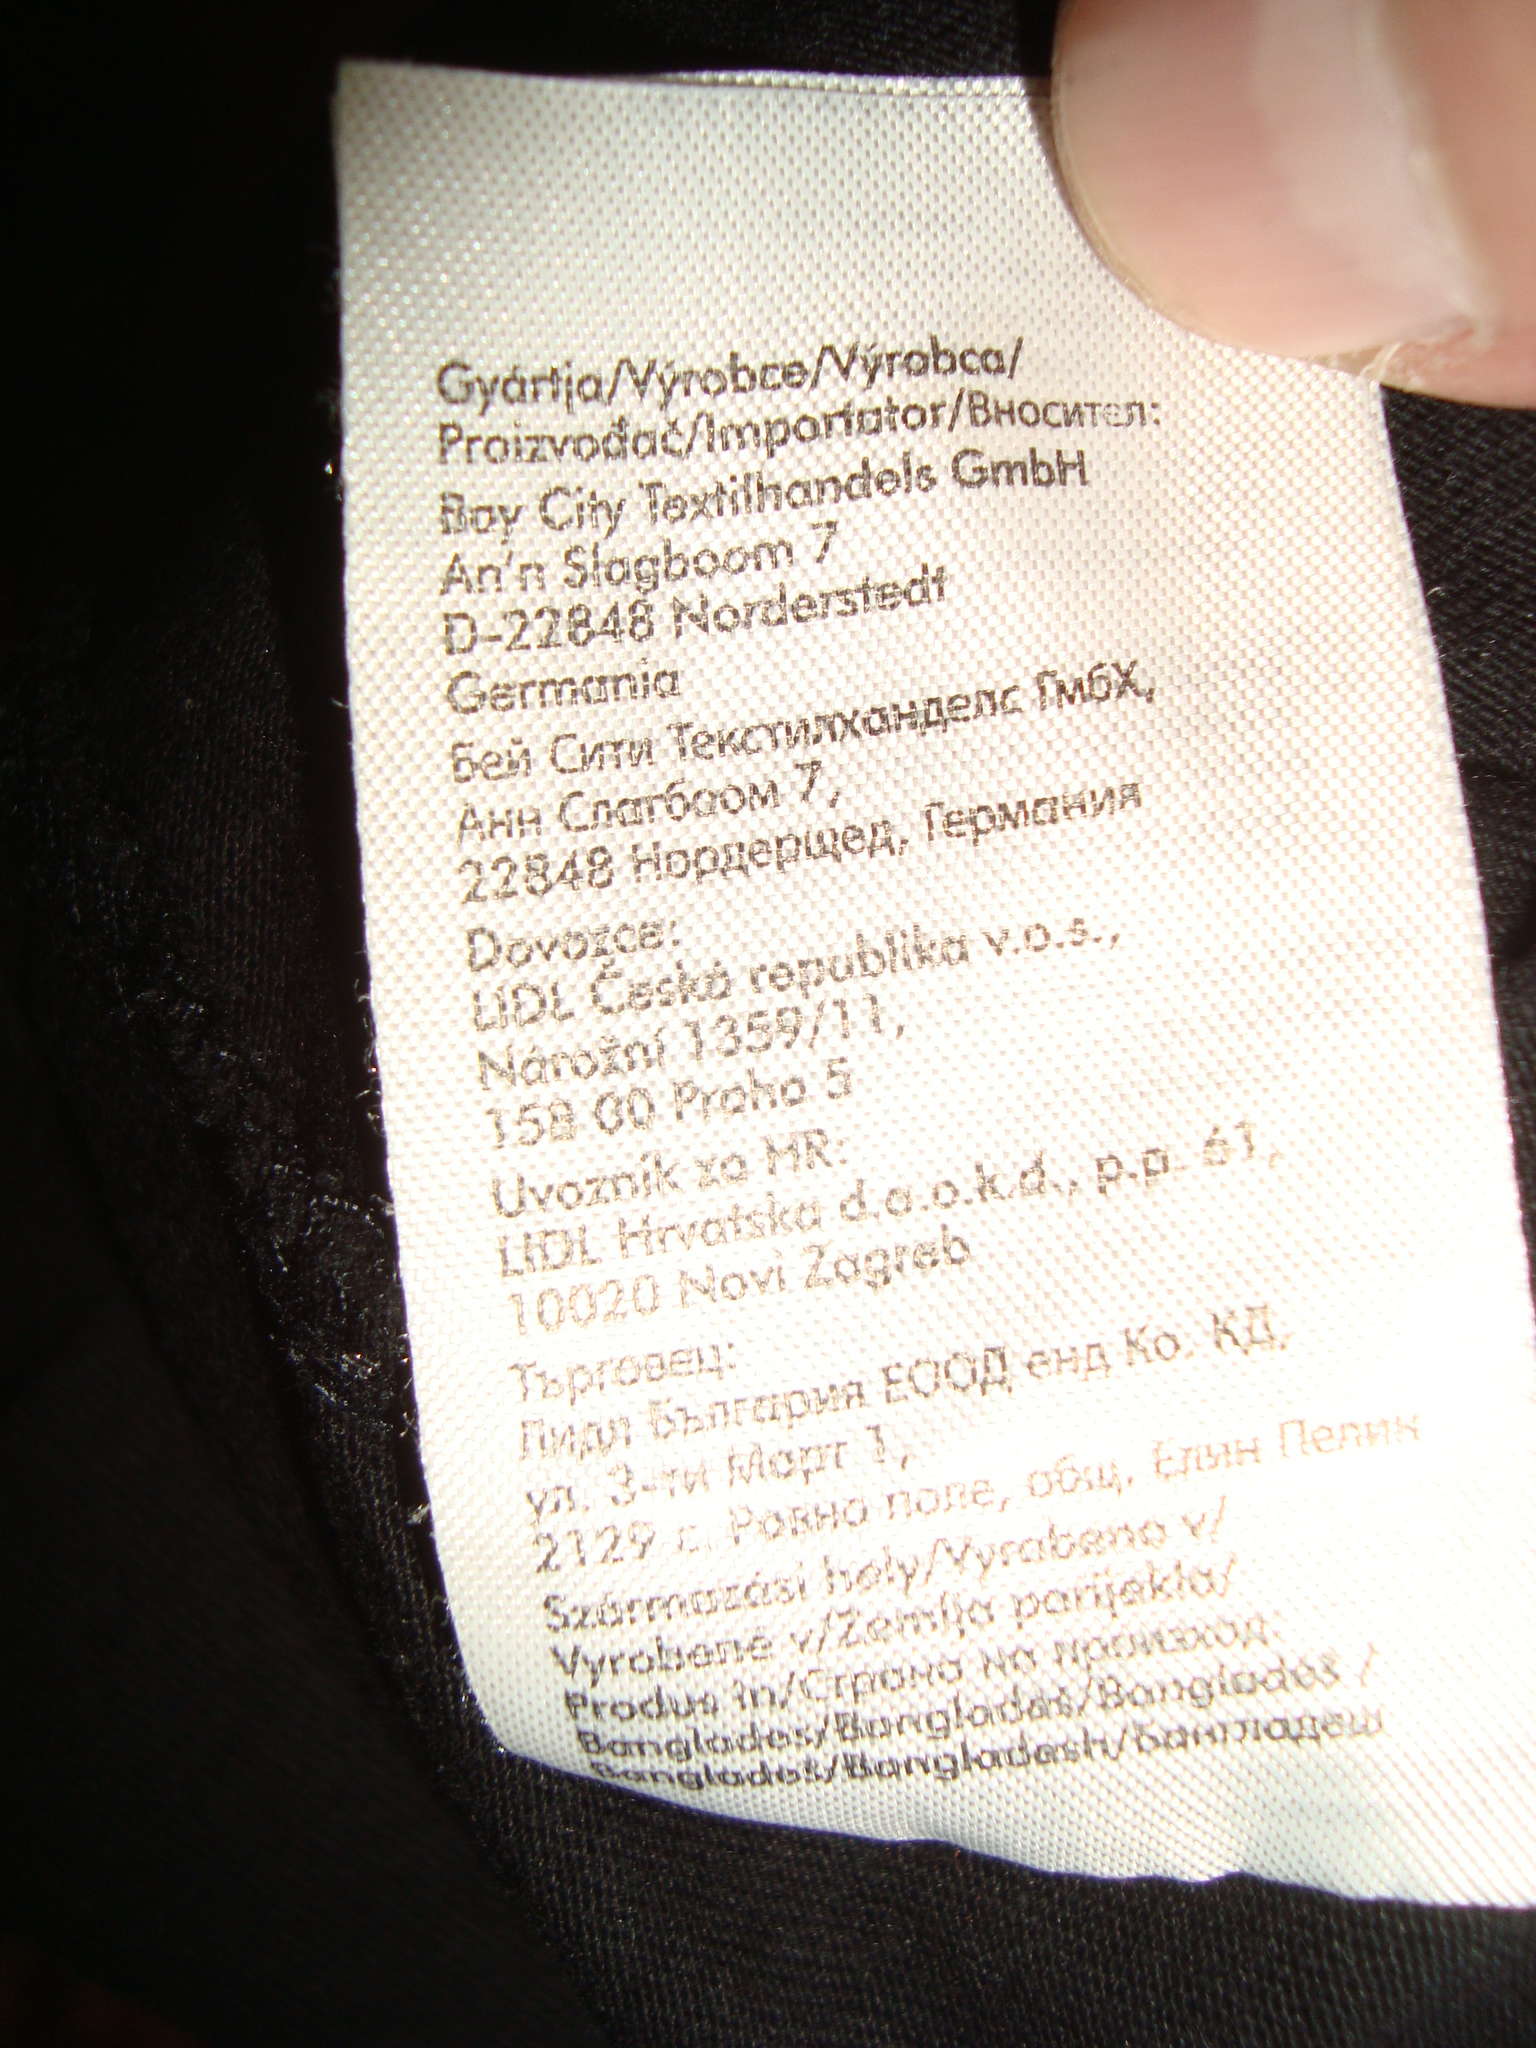 Gyártja/Výrobce/Výrobca/
Proizvođač/Importator/Вносител:
Bay City Textilhandels GmbH
An'n Slagboom 7
D-22848 Norderstedt
Germania
Бей Сити Текстилханделс ГмбХ,
Анн Слагбоом 7,
22848 Нордерщед, Германия
Dovozce:
LIDL Česká republika v.o.s.,
Nárožní 1359/11,
158 00 Praha 5
Uvoznik za HR:
LIDL Hrvatska d.o.o.k.d., p.p. 61,
10020 Novi Zagreb
Търговец:
Лидл България ЕООД енд Ко. КД,
ул. 3-ти Март 1,
2129 с. Равно поле, общ. Елин Пелин
Származási hely/Vyrobeno v/
Vyrobené v/Zemlja porijekla/
Produs în/Страна на произход:
Banglades/Bangladéš/Bangladéš /
Bangladeš/Bangladesh/Бангладеш